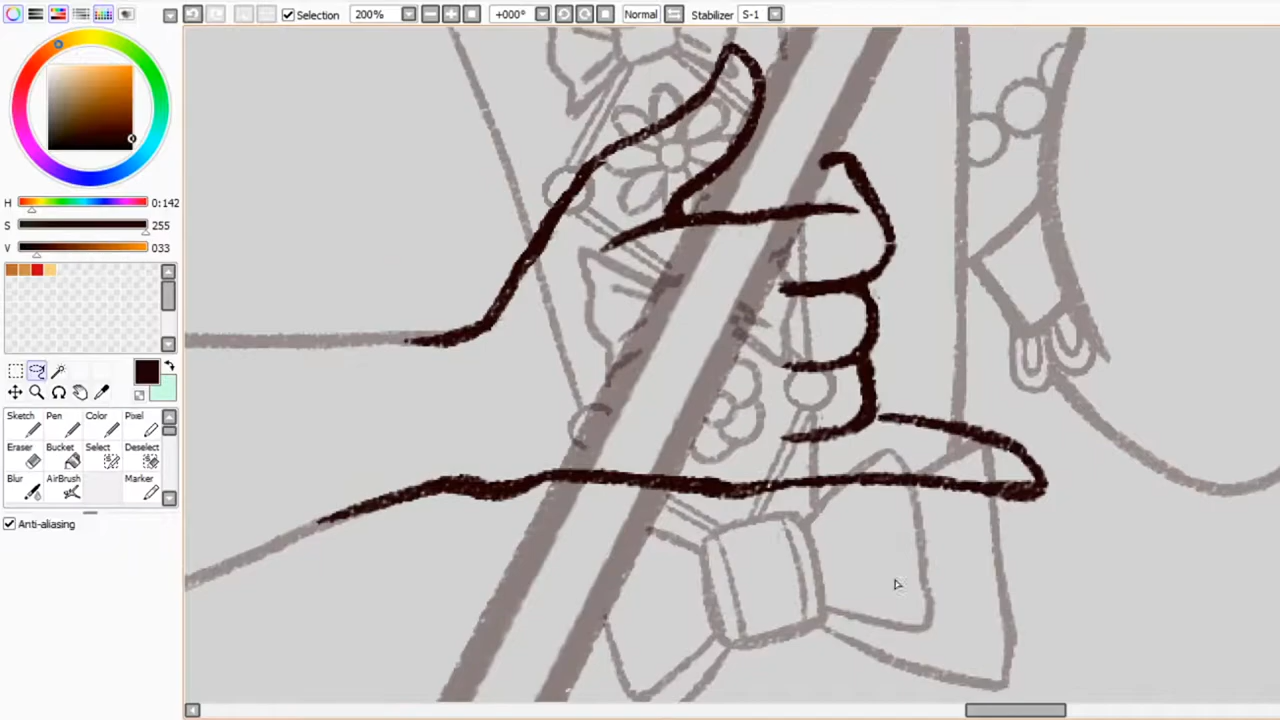 Selection 200% +000° Normal Stabilizer S-1
H 0:142
S 255
V 033
Sketch Pen Color Pixel
Eraser Bucket Select Deselect
Blur AirBrush Marker
Anti-aliasing